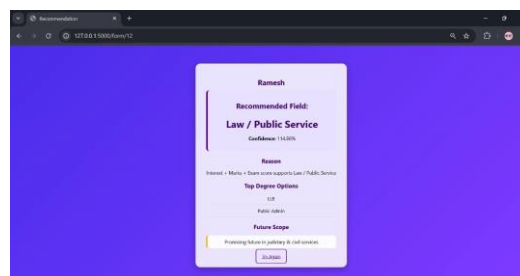 Recommendation
127.0.0.1:5000/form/12
Ramesh
Recommended Field:
Law / Public Service
Confidence: 114.86%
Reason
Interest + Marks + Exam score supports Law / Public Service
Top Degree Options
LLB
Public Admin
Future Scope
Promising future in judiciary & civil services
Try Again